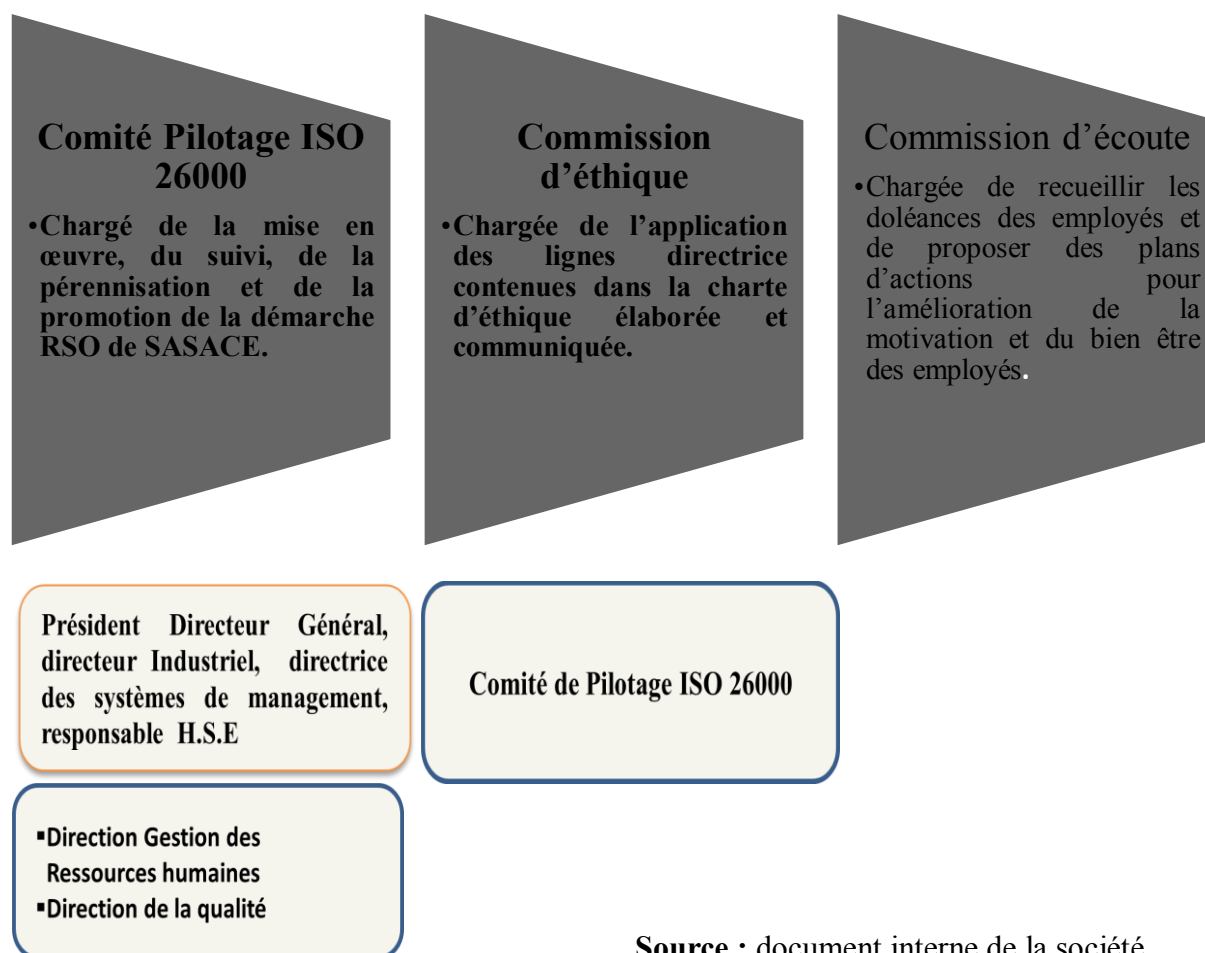 Comité Pilotage ISO
26000
•Chargé de la mise en
œuvre, du suivi, de la
pérennisation et de la
promotion de la démarche
RSO de SASACE.
Commission
d’éthique
•Chargée de l’application
des lignes directrice
contenues dans la charte
d’éthique élaborée et
communiquée.
Commission d’écoute
•Chargée de recueillir les
doléances des employés et
de proposer des plans
d’actions pour
l’amélioration de la
motivation et du bien être
des employés.
Président Directeur Général,
directeur Industriel, directrice
des systèmes de management,
responsable H.S.E
Comité de Pilotage ISO 26000
▪Direction Gestion des
Ressources humaines
▪Direction de la qualité
Source : document interne de la société